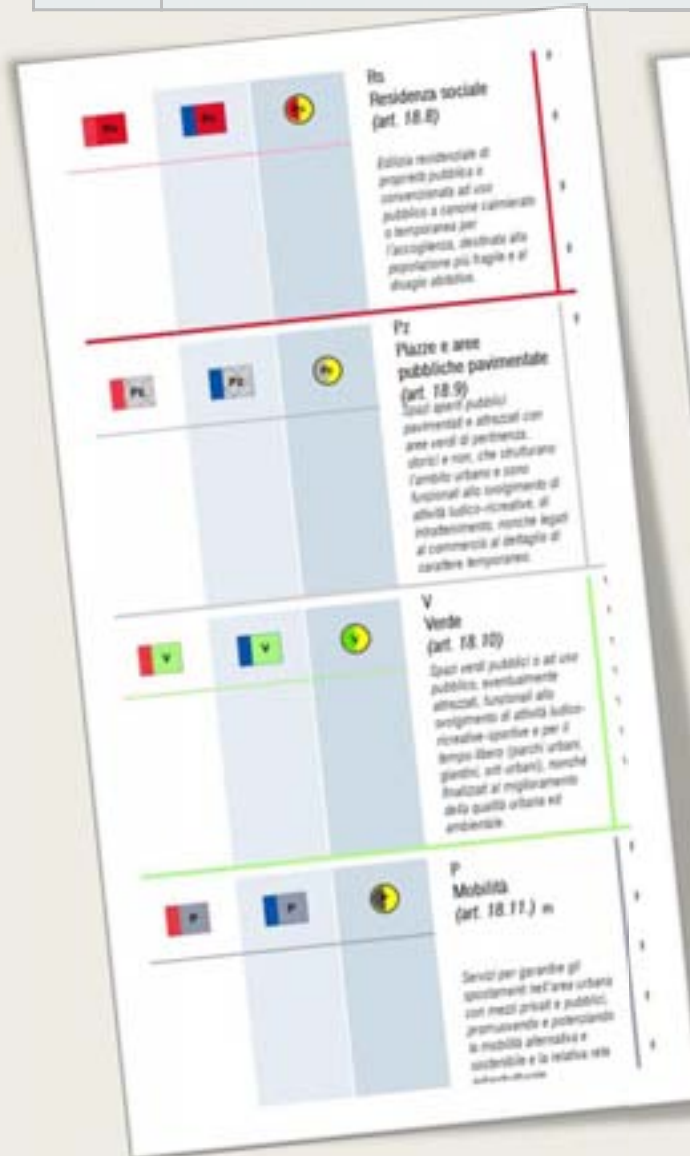 Rs
Rs
Rs
Residenza sociale
(art. 18.8)
Edilizia residenziale di
proprietà pubblica o
convenzionata ad uso
pubblico a canone calmierato
o temporanea per
l'accoglienza, destinata alla
popolazione più fragile e al
disagio abitativo.
Pz
Pz
Pz
Pz
Piazze e aree
pubbliche pavimentate
(art. 18.9)
Spazi aperti pubblici
pavimentati e attrezzati con
aree verdi di pertinenza,
storici e non, che strutturano
l'ambito urbano e sono
funzionali allo svolgimento di
attività ludico-ricreative, di
intrattenimento, nonché legati
al commercio al dettaglio di
carattere temporaneo.
V
V
V
V
Verde
(art. 18.10)
Spazi verdi pubblici o ad uso
pubblico, eventualmente
attrezzati, funzionali allo
svolgimento di attività ludico-
ricreative-sportive e per il
tempo libero (parchi urbani,
giardini, orti urbani), nonché
finalizzati al miglioramento
della qualità urbana ed
ambientale.
P
P
P
Mobilità
(art. 18.11.)
Servizi per garantire gli
spostamenti nell'area urbana
con mezzi privati e pubblici,
promuovendo e potenziando
la mobilità alternativa e
sostenibile e la relativa rete